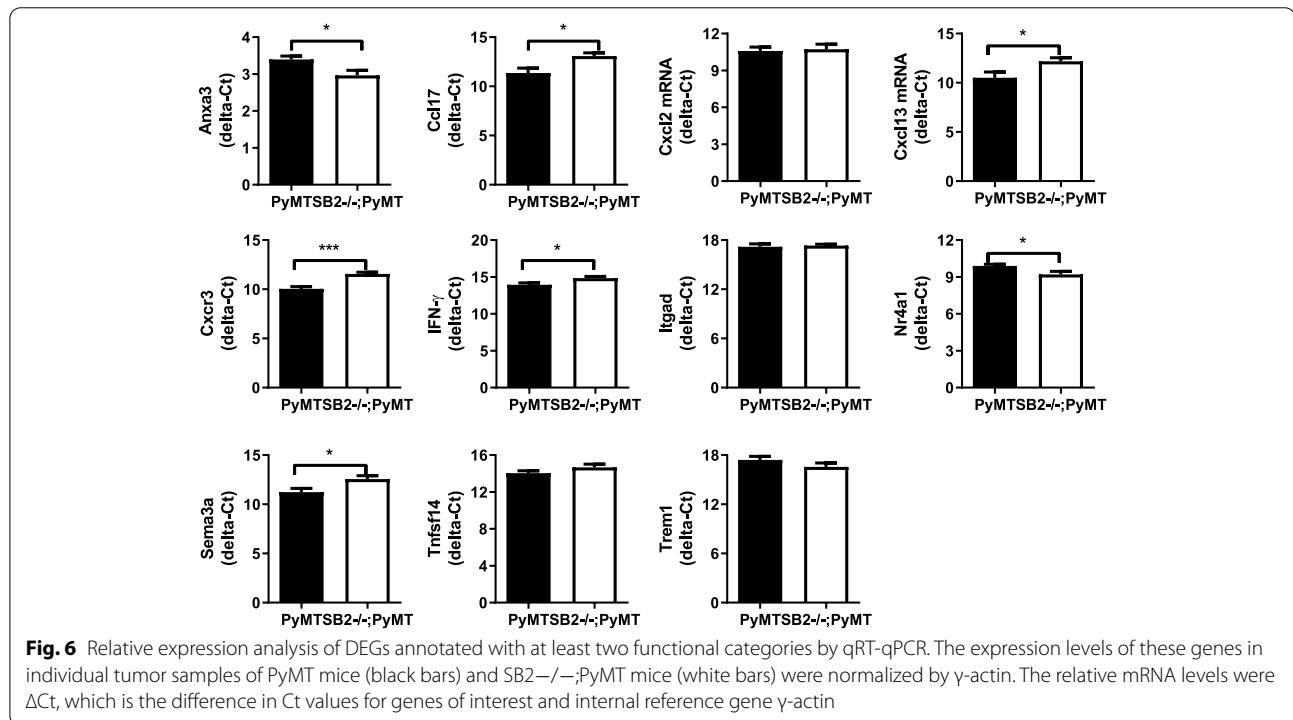 *
4
3
2
1
0
Anxa3
(delta-Ct)
PyMTSB2-/-;PyMT
*
15
10
5
0
Ccl17
(delta-Ct)
PyMTSB2-/-;PyMT
12
9
6
3
0
Cxcl2 mRNA
(delta-Ct)
PyMTSB2-/-;PyMT
*
15
10
5
0
Cxcl13 mRNA
(delta-Ct)
PyMTSB2-/-;PyMT
***
15
10
5
0
Cxcr3
(delta-Ct)
PyMTSB2-/-;PyMT
*
20
15
10
5
0
IFN-γ
(delta-Ct)
PyMTSB2-/-;PyMT
18
12
6
0
Itgad
(delta-Ct)
PyMTSB2-/-;PyMT
*
12
9
6
3
0
Nr4a1
(delta-Ct)
PyMTSB2-/-;PyMT
*
15
10
5
0
Sema3a
(delta-Ct)
PyMTSB2-/-;PyMT
16
12
8
4
0
Tnfsf14
(delta-Ct)
PyMTSB2-/-;PyMT
18
12
6
0
Trem1
(delta-Ct)
PyMTSB2-/-;PyMT
Fig. 6 Relative expression analysis of DEGs annotated with at least two functional categories by qRT-qPCR. The expression levels of these genes in
individual tumor samples of PyMT mice (black bars) and SB2−/−;PyMT mice (white bars) were normalized by γ-actin. The relative mRNA levels were
ΔCt, which is the difference in Ct values for genes of interest and internal reference gene γ-actin